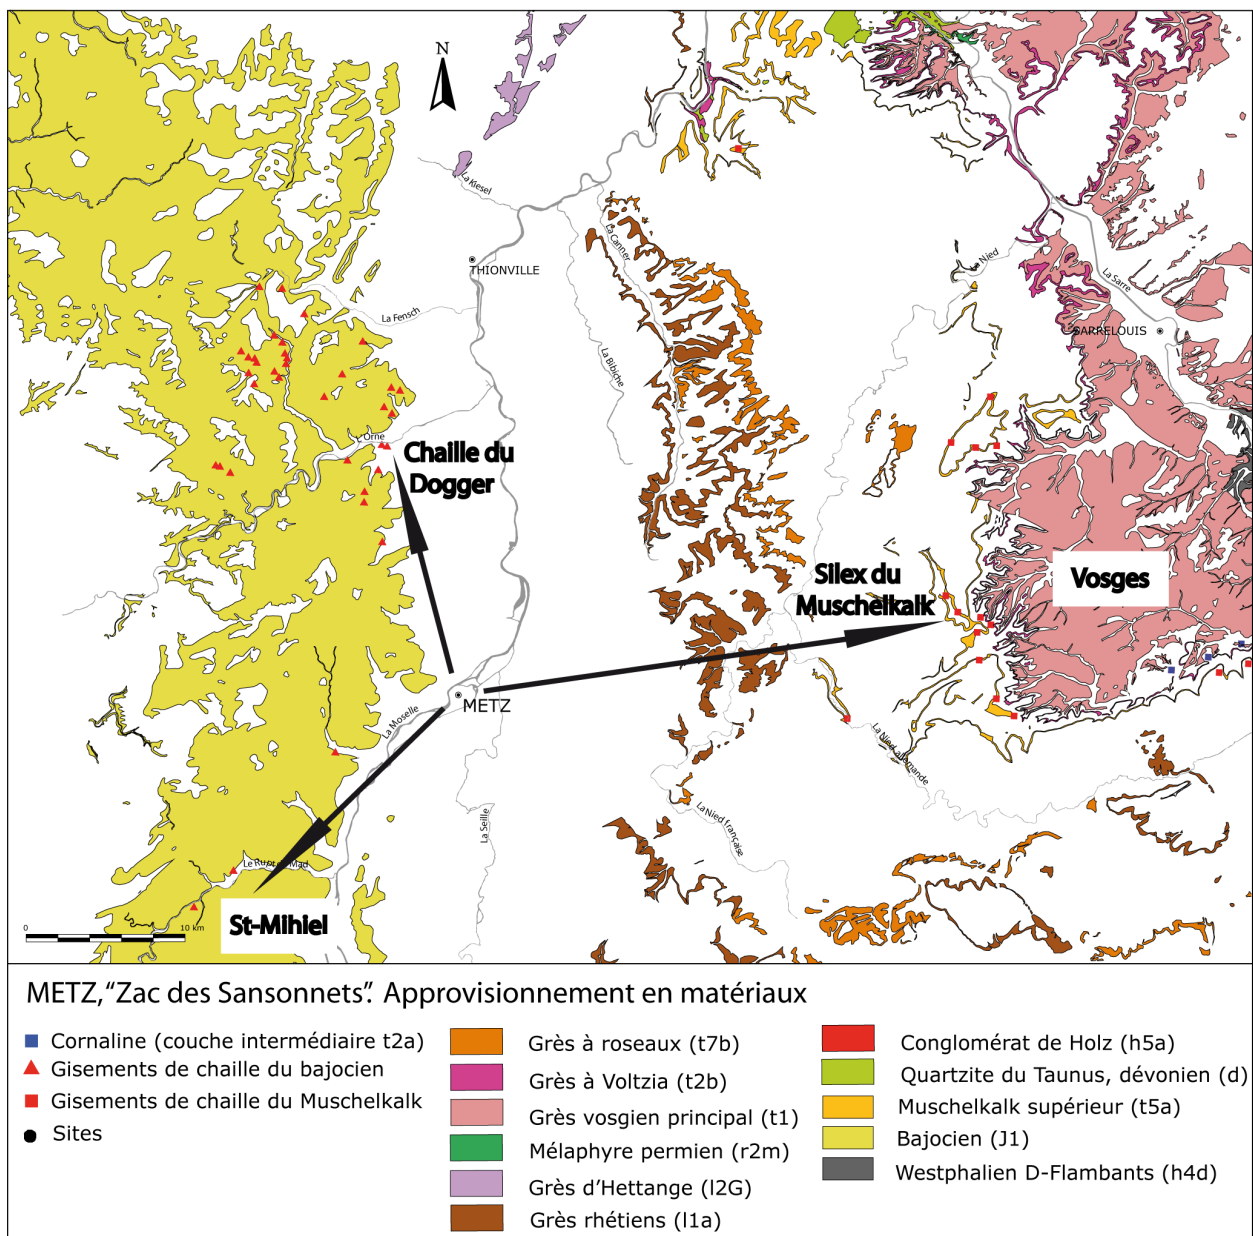 N
La Kiesel
THIONVILLE
La Canner
La Nied
La Sarre
La Fensch
SARRELOUIS
La Bibiche
L'Orne
Chaille du
Dogger
Silex du
Muschelkalk
Vosges
METZ
La Moselle
La Nied allemande
La Seille
La Nied française
Le Rupt de Mad
St-Mihiel
0
10 km
METZ, “Zac des Sansonnets”. Approvisionnement en matériaux
Cornaline (couche intermédiaire t2a)
Gisements de chaille du bajocien
Gisements de chaille du Muschelkalk
Sites
Grès à roseaux (t7b)
Grès à Voltzia (t2b)
Grès vosgien principal (t1)
Mélaphyre permien (r2m)
Grès d’Hettange (l2G)
Grès rhétiens (l1a)
Conglomérat de Holz (h5a)
Quartzite du Taunus, dévonien (d)
Muschelkalk supérieur (t5a)
Bajocien (J1)
Westphalien D-Flambants (h4d)